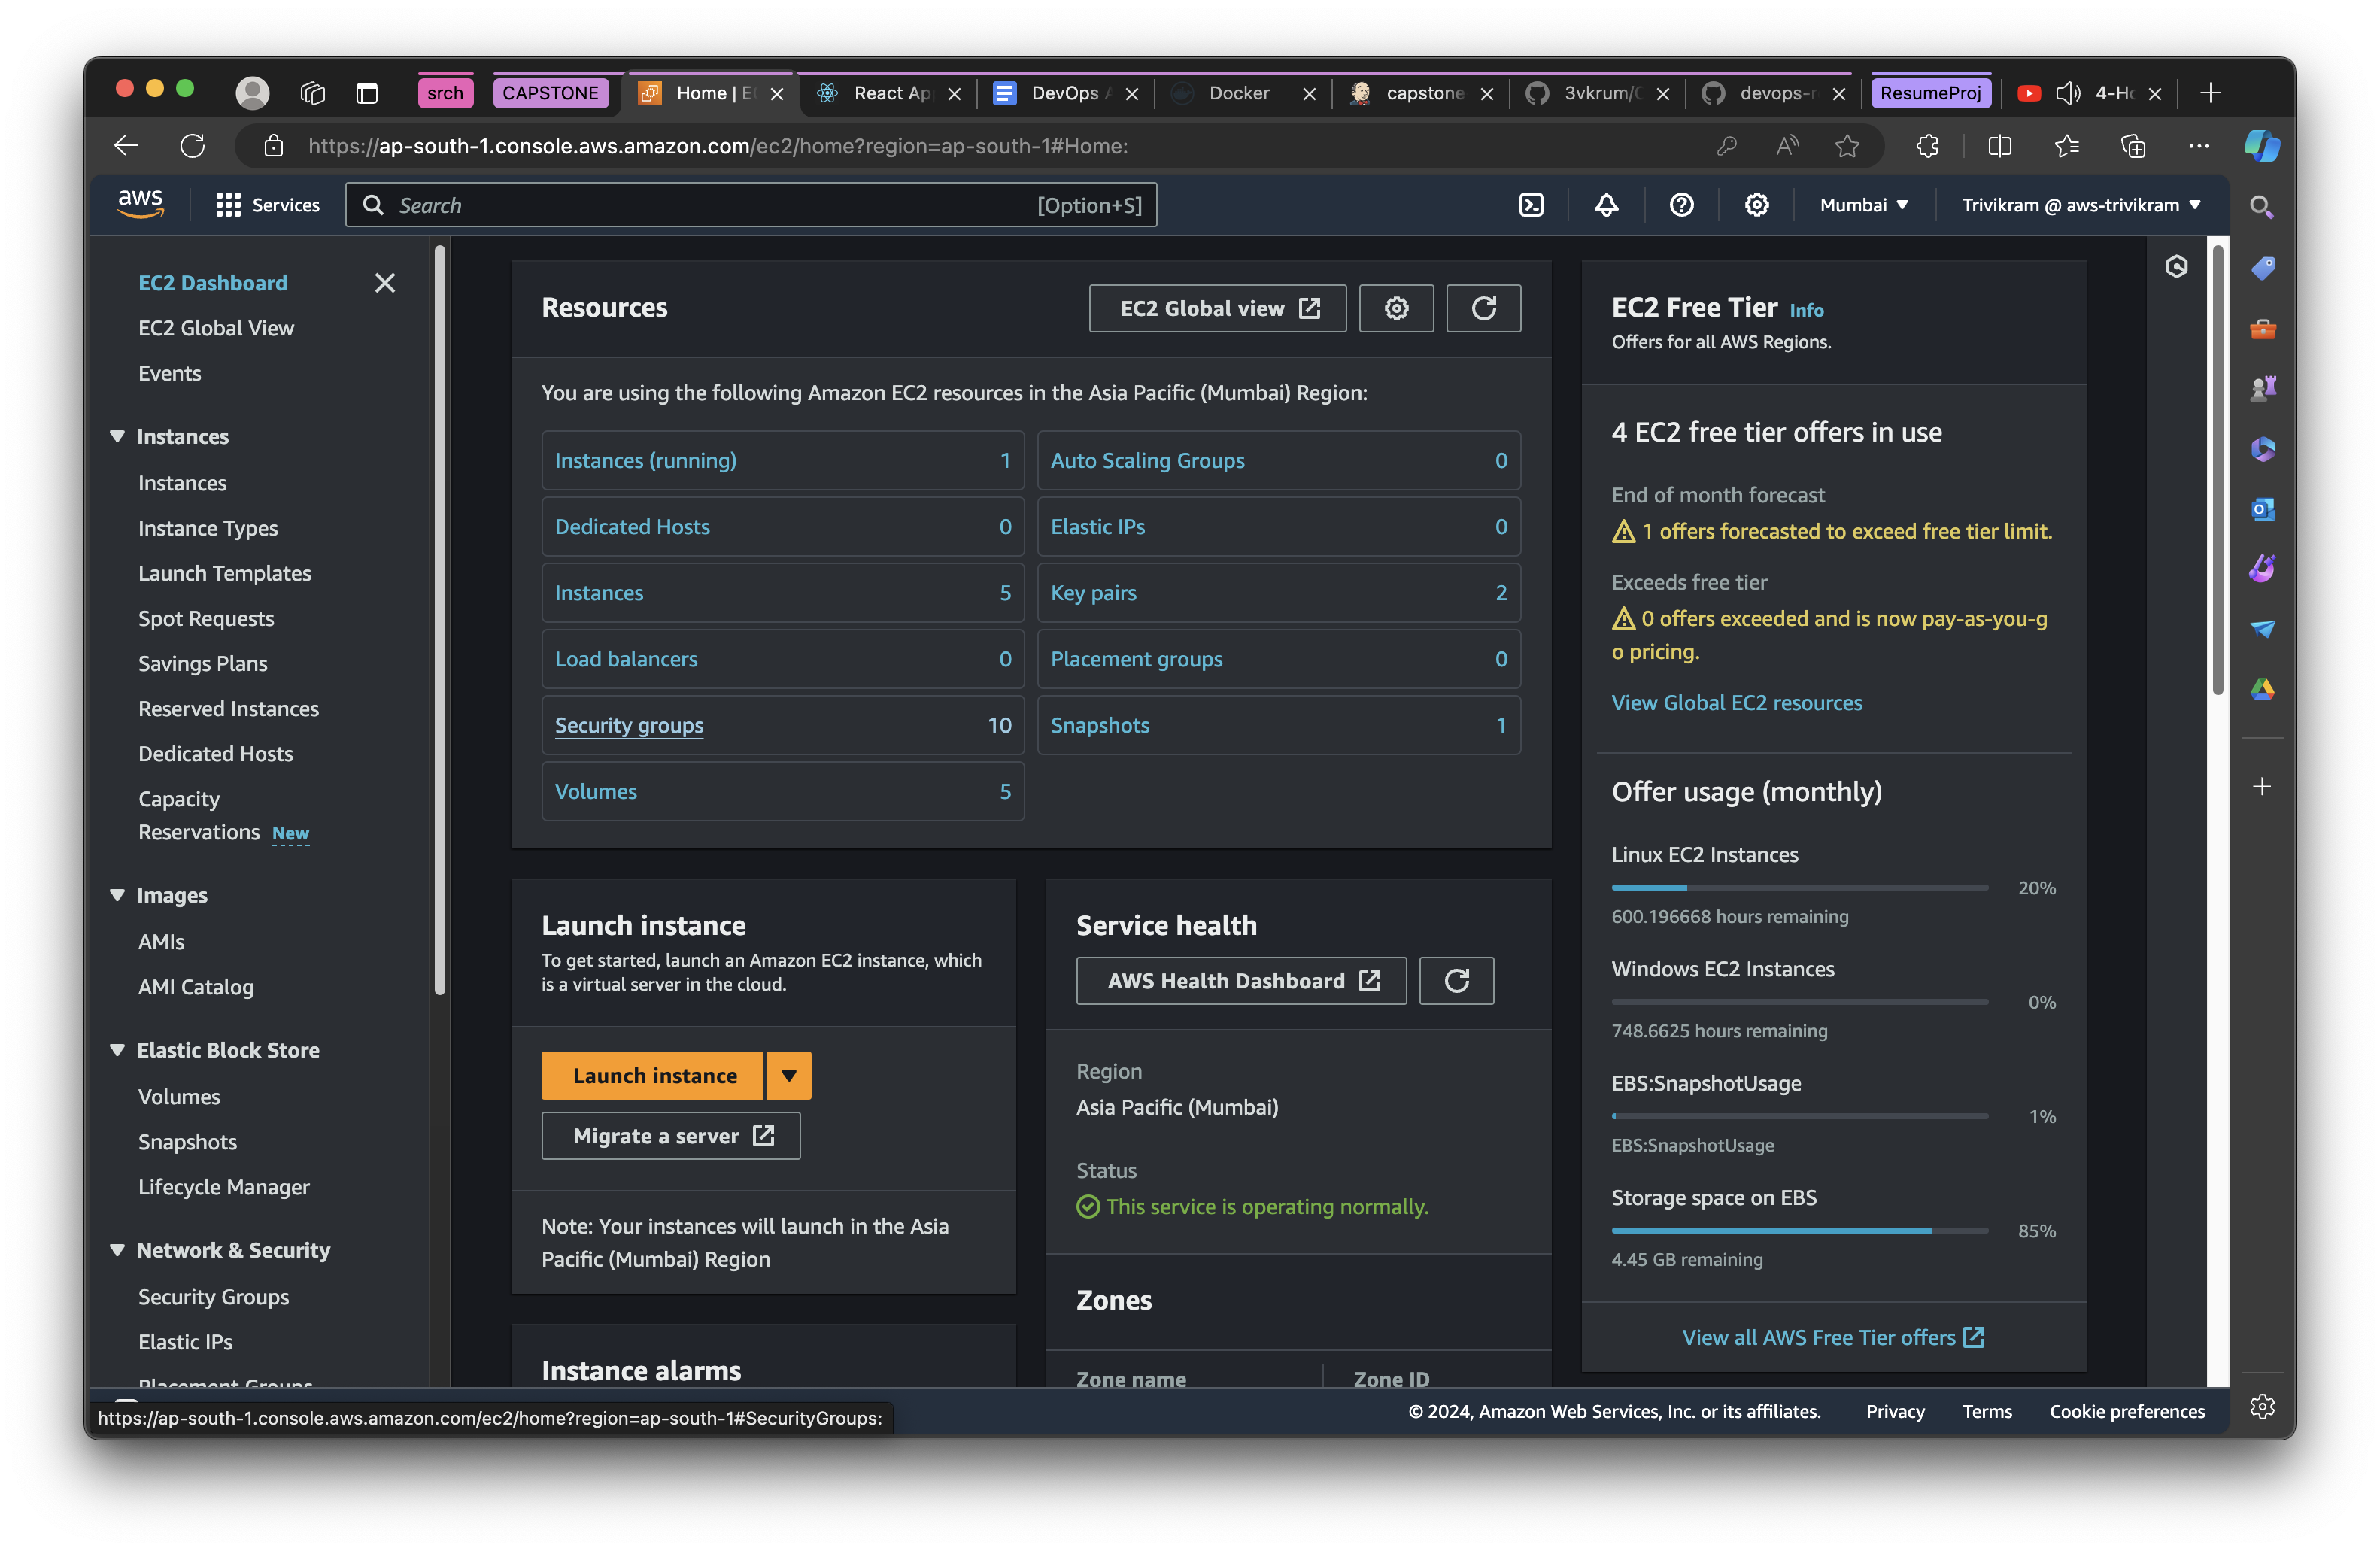 srch
CAPSTONE
Home | EC
React Ap
DevOps A
Docker
capstone
3vkrum/C
devops-r
ResumeProj
4-Ho
https://ap-south-1.console.aws.amazon.com/ec2/home?region=ap-south-1#Home:
aws
Services
Search
[Option+S]
Mumbai
Trivikram @ aws-trivikram
EC2 Dashboard
EC2 Global View
Events
Instances
Instances
Instance Types
Launch Templates
Spot Requests
Savings Plans
Reserved Instances
Dedicated Hosts
Capacity
Reservations New
Images
AMIs
AMI Catalog
Elastic Block Store
Volumes
Snapshots
Lifecycle Manager
Network & Security
Security Groups
Elastic IPs
Placement Groups
Resources
EC2 Global view
You are using the following Amazon EC2 resources in the Asia Pacific (Mumbai) Region:
Instances (running) 1
Auto Scaling Groups 0
Dedicated Hosts 0
Elastic IPs 0
Instances 5
Key pairs 2
Load balancers 0
Placement groups 0
Security groups 10
Snapshots 1
Volumes 5
Launch instance
To get started, launch an Amazon EC2 instance, which
is a virtual server in the cloud.
Launch instance
Migrate a server
Note: Your instances will launch in the Asia
Pacific (Mumbai) Region
Instance alarms
Service health
AWS Health Dashboard
Region
Asia Pacific (Mumbai)
Status
This service is operating normally.
Zones
Zone name
Zone ID
EC2 Free Tier Info
Offers for all AWS Regions.
4 EC2 free tier offers in use
End of month forecast
1 offers forecasted to exceed free tier limit.
Exceeds free tier
0 offers exceeded and is now pay-as-you-g
o pricing.
View Global EC2 resources
Offer usage (monthly)
Linux EC2 Instances
20%
600.196668 hours remaining
Windows EC2 Instances
0%
748.6625 hours remaining
EBS:SnapshotUsage
1%
EBS:SnapshotUsage
Storage space on EBS
85%
4.45 GB remaining
View all AWS Free Tier offers
https://ap-south-1.console.aws.amazon.com/ec2/home?region=ap-south-1#SecurityGroups:
© 2024, Amazon Web Services, Inc. or its affiliates.
Privacy
Terms
Cookie preferences